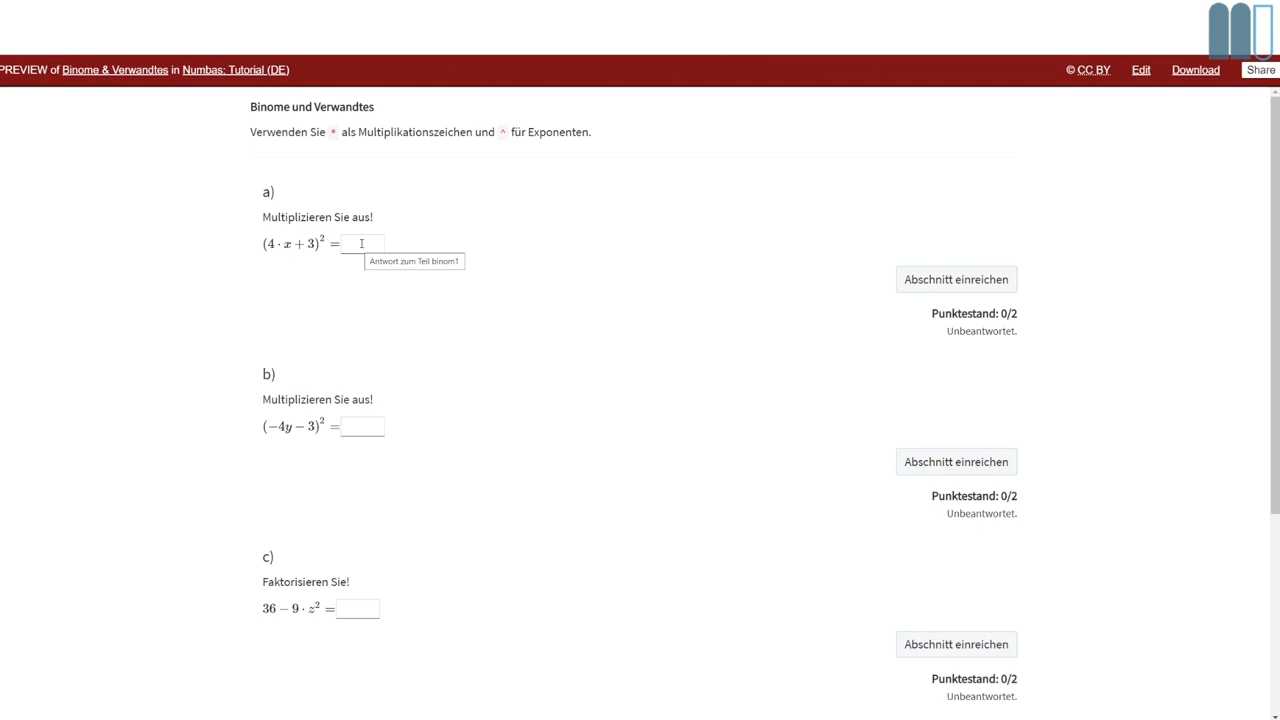 PREVIEW of Binome & Verwandtes in Numbas: Tutorial (DE)
© CC BY Edit Download Share
Binome und Verwandtes
Verwenden Sie * als Multiplikationszeichen und ^ für Exponenten.
a)
Multiplizieren Sie aus!
(4 · x + 3)² =
Antwort zum Teil binom1
Abschnitt einreichen
Punktestand: 0/2
Unbeantwortet.
b)
Multiplizieren Sie aus!
(−4y − 3)² =
Abschnitt einreichen
Punktestand: 0/2
Unbeantwortet.
c)
Faktorisieren Sie!
36 − 9 · z² =
Abschnitt einreichen
Punktestand: 0/2
Unbeantwortet.